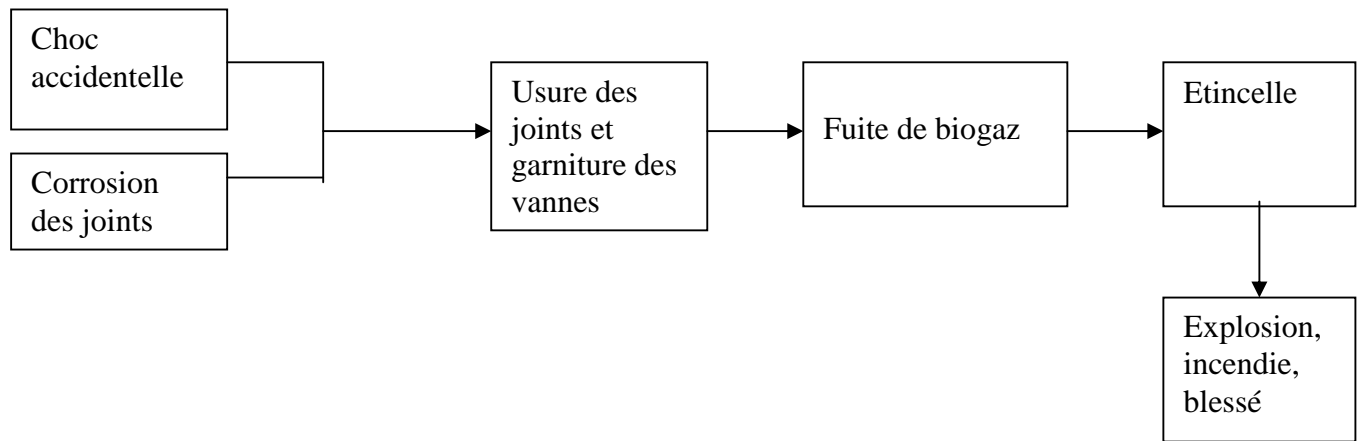 Choc
accidentelle
Corrosion
des joints
Usure des
joints et
garniture des
vannes
Fuite de biogaz
Etincelle
Explosion,
incendie,
blessé